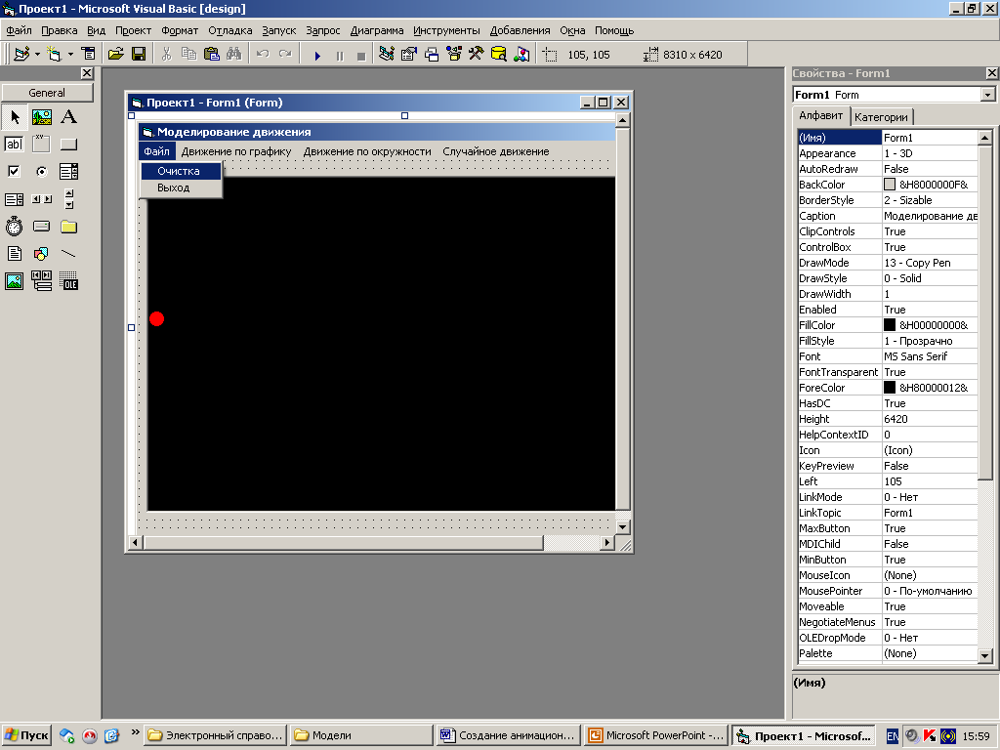 Проект1 - Microsoft Visual Basic [design]
Файл Правка Вид Проект Формат Отладка Запуск Запрос Диаграмма Инструменты Добавления Окна Помощь
105, 105 8310 x 6420
General
A
ab|
xy
OLE
Проект1 - Form1 (Form)
Моделирование движения
Файл Движение по графику Движение по окружности Случайное движение
Очистка
Выход
Свойства - Form1
Form1 Form
Алфавит Категории
(Имя) Form1
Appearance 1 - 3D
AutoRedraw False
BackColor &H8000000F&
BorderStyle 2 - Sizable
Caption Моделирование дв
ClipControls True
ControlBox True
DrawMode 13 - Copy Pen
DrawStyle 0 - Solid
DrawWidth 1
Enabled True
FillColor &H00000000&
FillStyle 1 - Прозрачно
Font MS Sans Serif
FontTransparent True
ForeColor &H80000012&
HasDC True
Height 6420
HelpContextID 0
Icon (Icon)
KeyPreview False
Left 105
LinkMode 0 - Нет
LinkTopic Form1
MaxButton True
MDIChild False
MinButton True
MouseIcon (None)
MousePointer 0 - По-умолчанию
Moveable True
NegotiateMenus True
OLEDropMode 0 - Нет
Palette (None)
(Имя)
Пуск » Электронный справо... Модели Создание анимацион... Microsoft PowerPoint - ... Проект1 - Microsof... EN 15:59